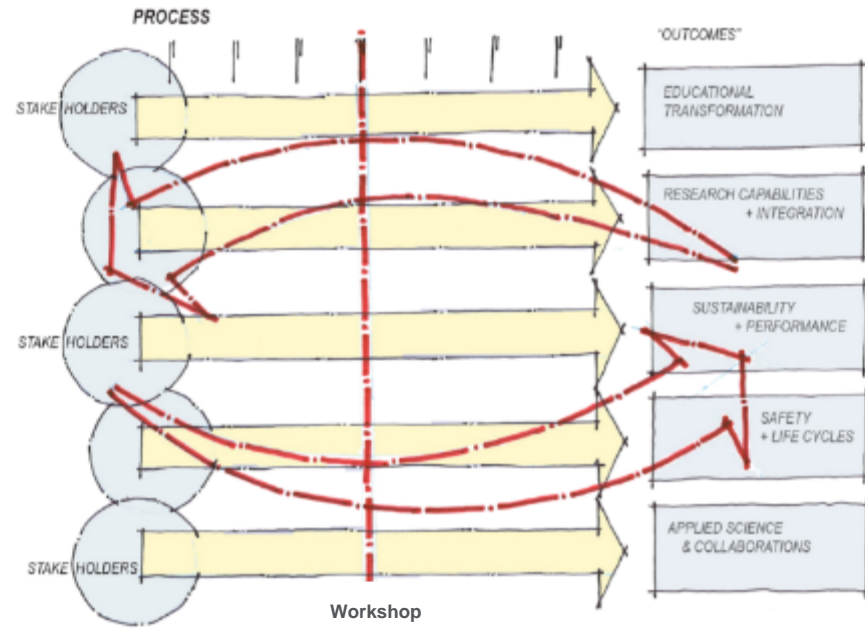 PROCESS
"OUTCOMES"
STAKE HOLDERS
EDUCATIONAL
TRANSFORMATION
RESEARCH CAPABILITIES
+ INTEGRATION
STAKE HOLDERS
SUSTAINABILITY
+ PERFORMANCE
SAFETY
+ LIFE CYCLES
STAKE HOLDERS
APPLIED SCIENCE
& COLLABORATIONS
Workshop